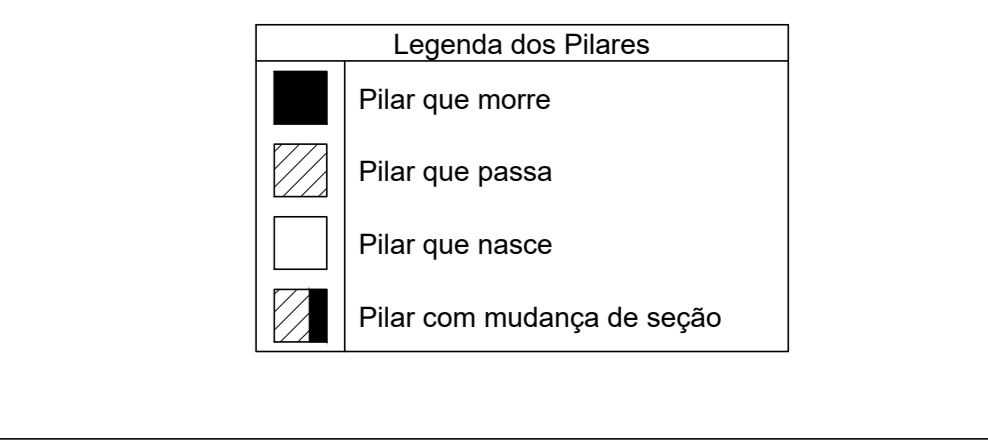 Legenda dos Pilares
Pilar que morre
Pilar que passa
Pilar que nasce
Pilar com mudança de seção